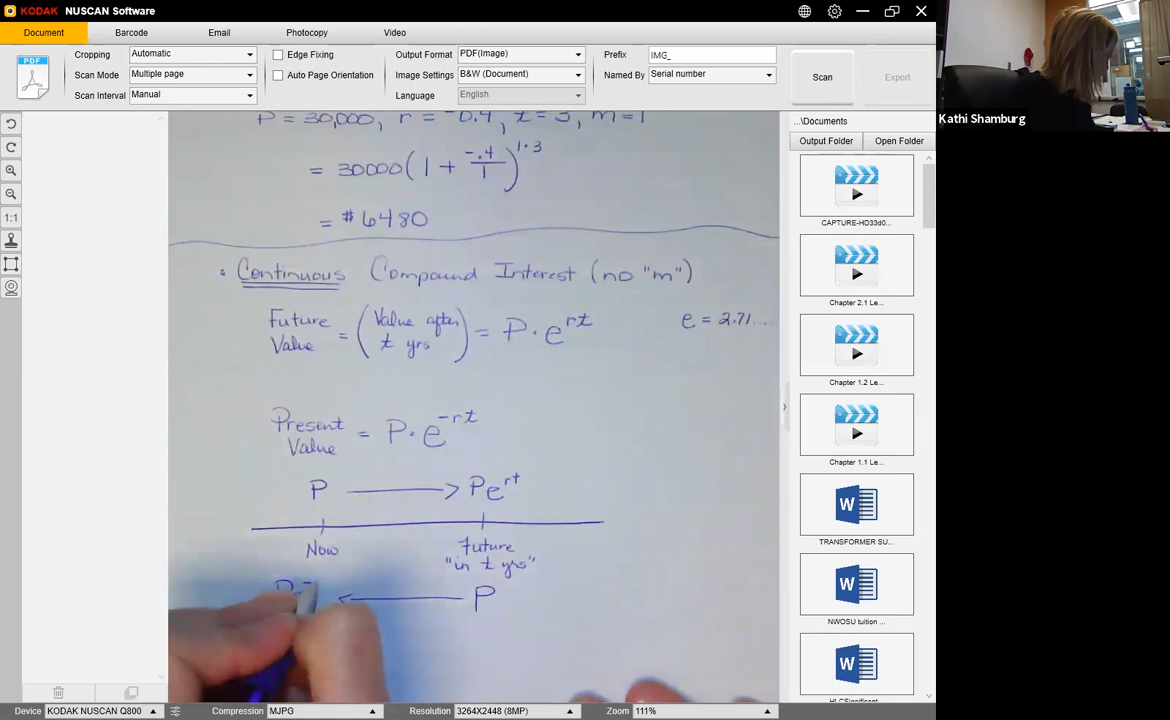 KODAK NUSCAN Software
Document Barcode Email Photocopy Video
PDF
Cropping Automatic
Scan Mode Multiple page
Scan Interval Manual
Edge Fixing
Auto Page Orientation
Output Format PDF(Image)
Image Settings B&W (Document)
Language English
Prefix IMG_
Named By Serial number
Scan
Export
1:1
P = 30,000, r = -0.4, t = 3, m = 1
= 30000(1 + -.4/1)^1·3
= $6480
• Continuous Compound Interest (no "m")
Future Value = (Value after t yrs) = P·e^rt
e = 2.71....
Present Value = P·e^-rt
P → Pe^rt
Now Future
"in t yrs"
P ← P
Kathi Shamburg
...\Documents
Output Folder Open Folder
CAPTURE-HD33d0...
Chapter 2.1 Le...
Chapter 1.2 Le...
Chapter 1.1 Le...
TRANSFORMER SU...
NWOSU tuition ...
HLCSignificant
Device KODAK NUSCAN Q800 Compression MJPG Resolution 3264X2448 (8MP) Zoom 111%